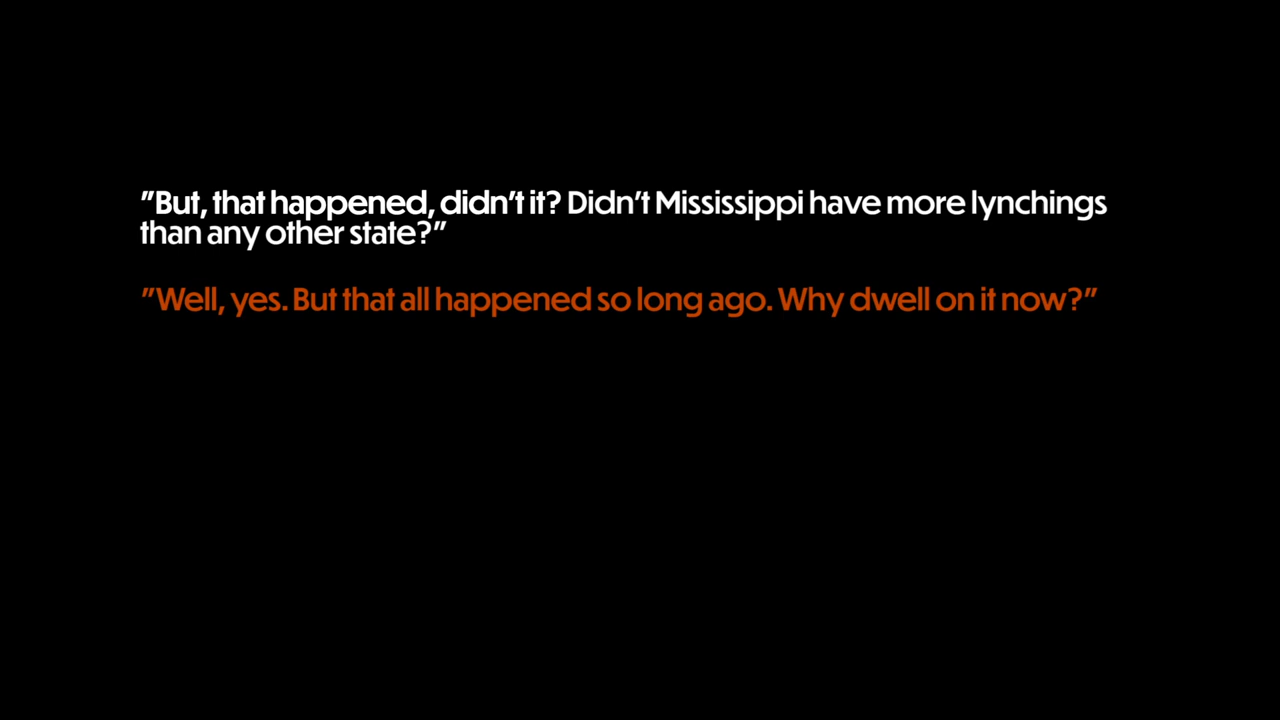 ”But, that happened, didn’t it? Didn’t Mississippi have more lynchings
than any other state?”
”Well, yes. But that all happened so long ago. Why dwell on it now?”